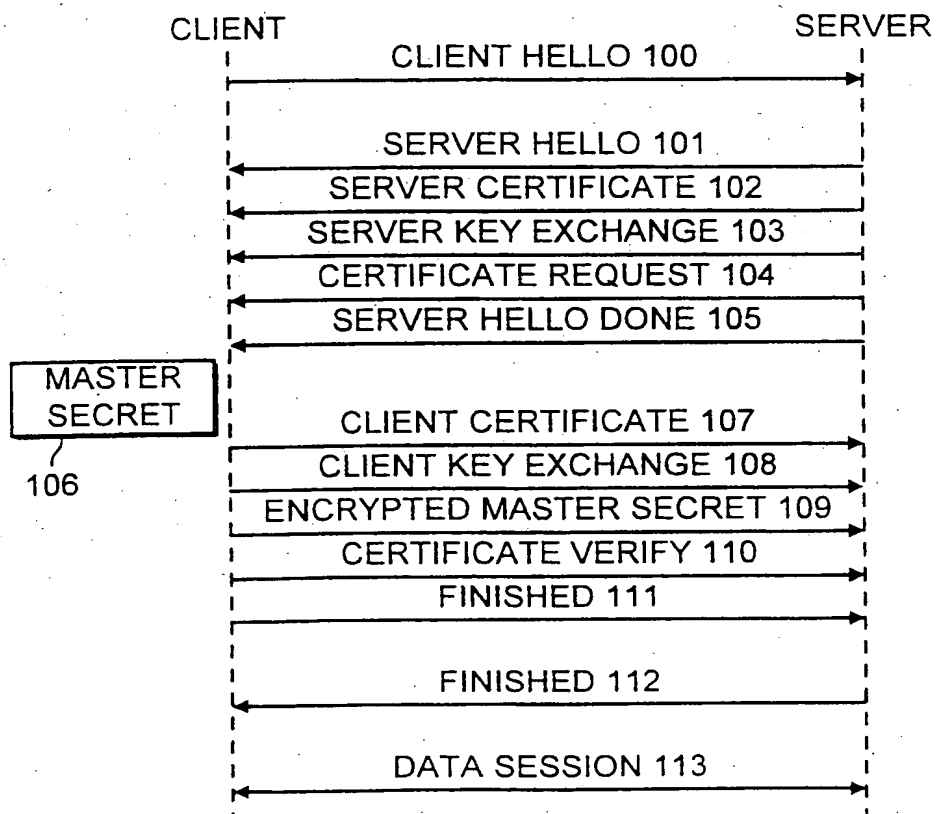 CLIENT
SERVER
CLIENT HELLO 100
SERVER HELLO 101
SERVER CERTIFICATE 102
SERVER KEY EXCHANGE 103
CERTIFICATE REQUEST 104
SERVER HELLO DONE 105
MASTER
SECRET
106
CLIENT CERTIFICATE 107
CLIENT KEY EXCHANGE 108
ENCRYPTED MASTER SECRET 109
CERTIFICATE VERIFY 110
FINISHED 111
FINISHED 112
DATA SESSION 113